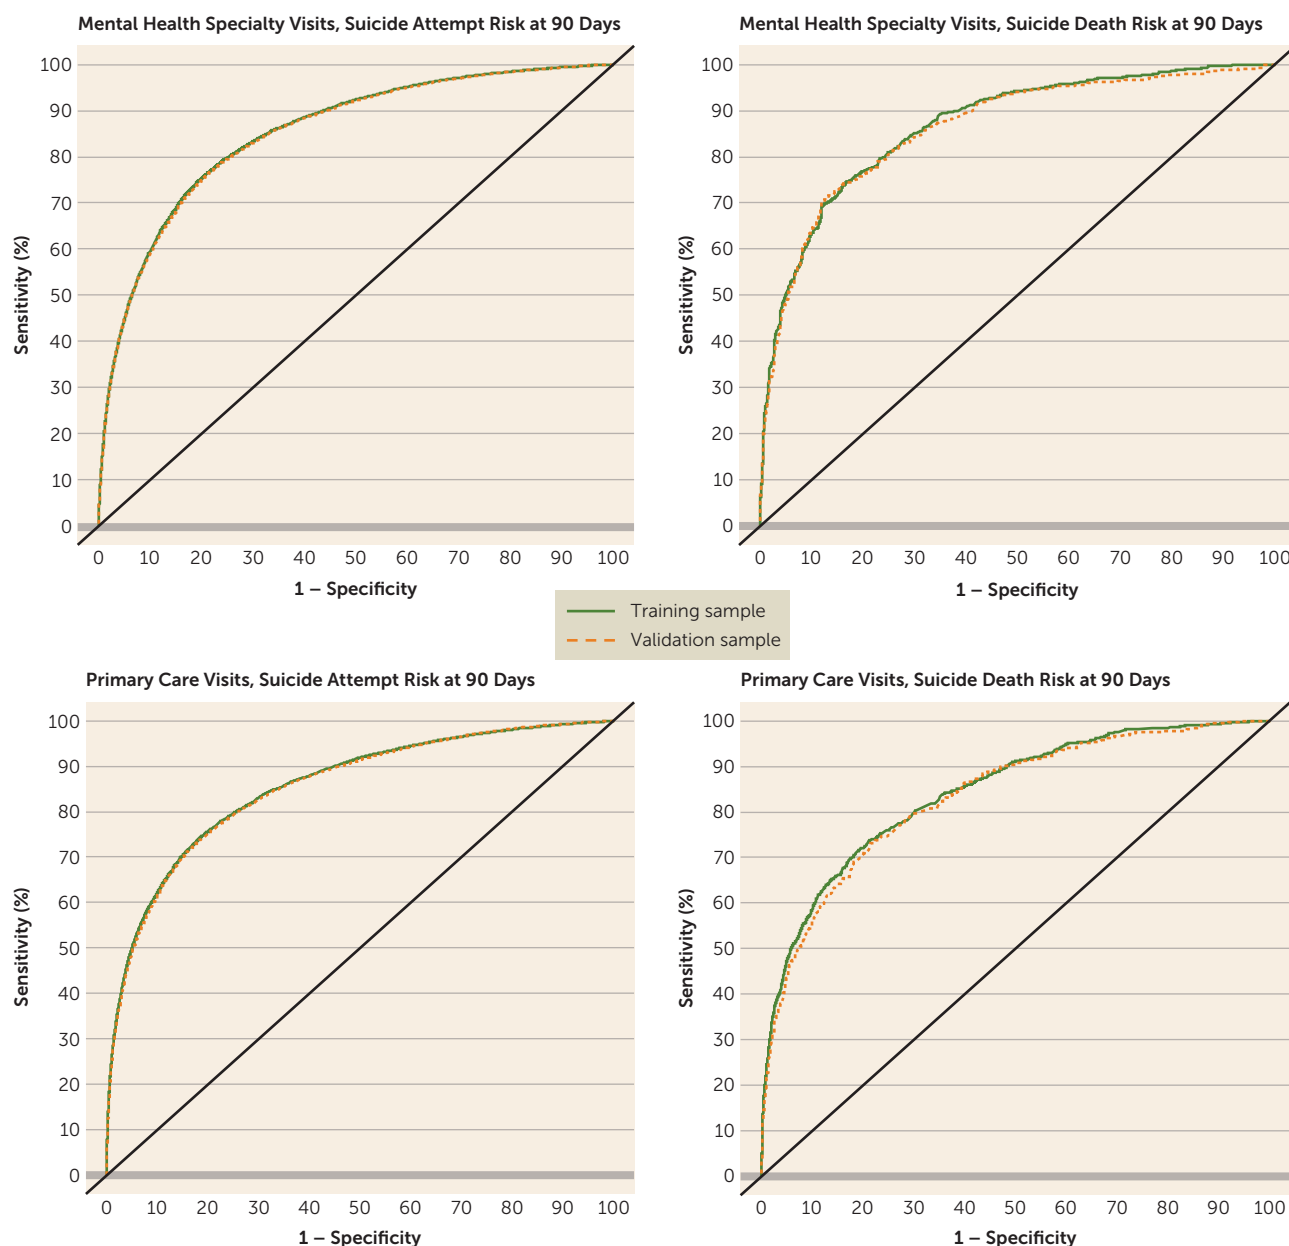 Mental Health Specialty Visits, Suicide Attempt Risk at 90 Days
100
90
80
70
60
50
40
30
20
10
0
Sensitivity (%)
0 10 20 30 40 50 60 70 80 90 100
1 – Specificity
Mental Health Specialty Visits, Suicide Death Risk at 90 Days
100
90
80
70
60
50
40
30
20
10
0
Sensitivity (%)
0 10 20 30 40 50 60 70 80 90 100
1 – Specificity
Training sample
Validation sample
Primary Care Visits, Suicide Attempt Risk at 90 Days
100
90
80
70
60
50
40
30
20
10
0
Sensitivity (%)
0 10 20 30 40 50 60 70 80 90 100
1 – Specificity
Primary Care Visits, Suicide Death Risk at 90 Days
100
90
80
70
60
50
40
30
20
10
0
Sensitivity (%)
0 10 20 30 40 50 60 70 80 90 100
1 – Specificity